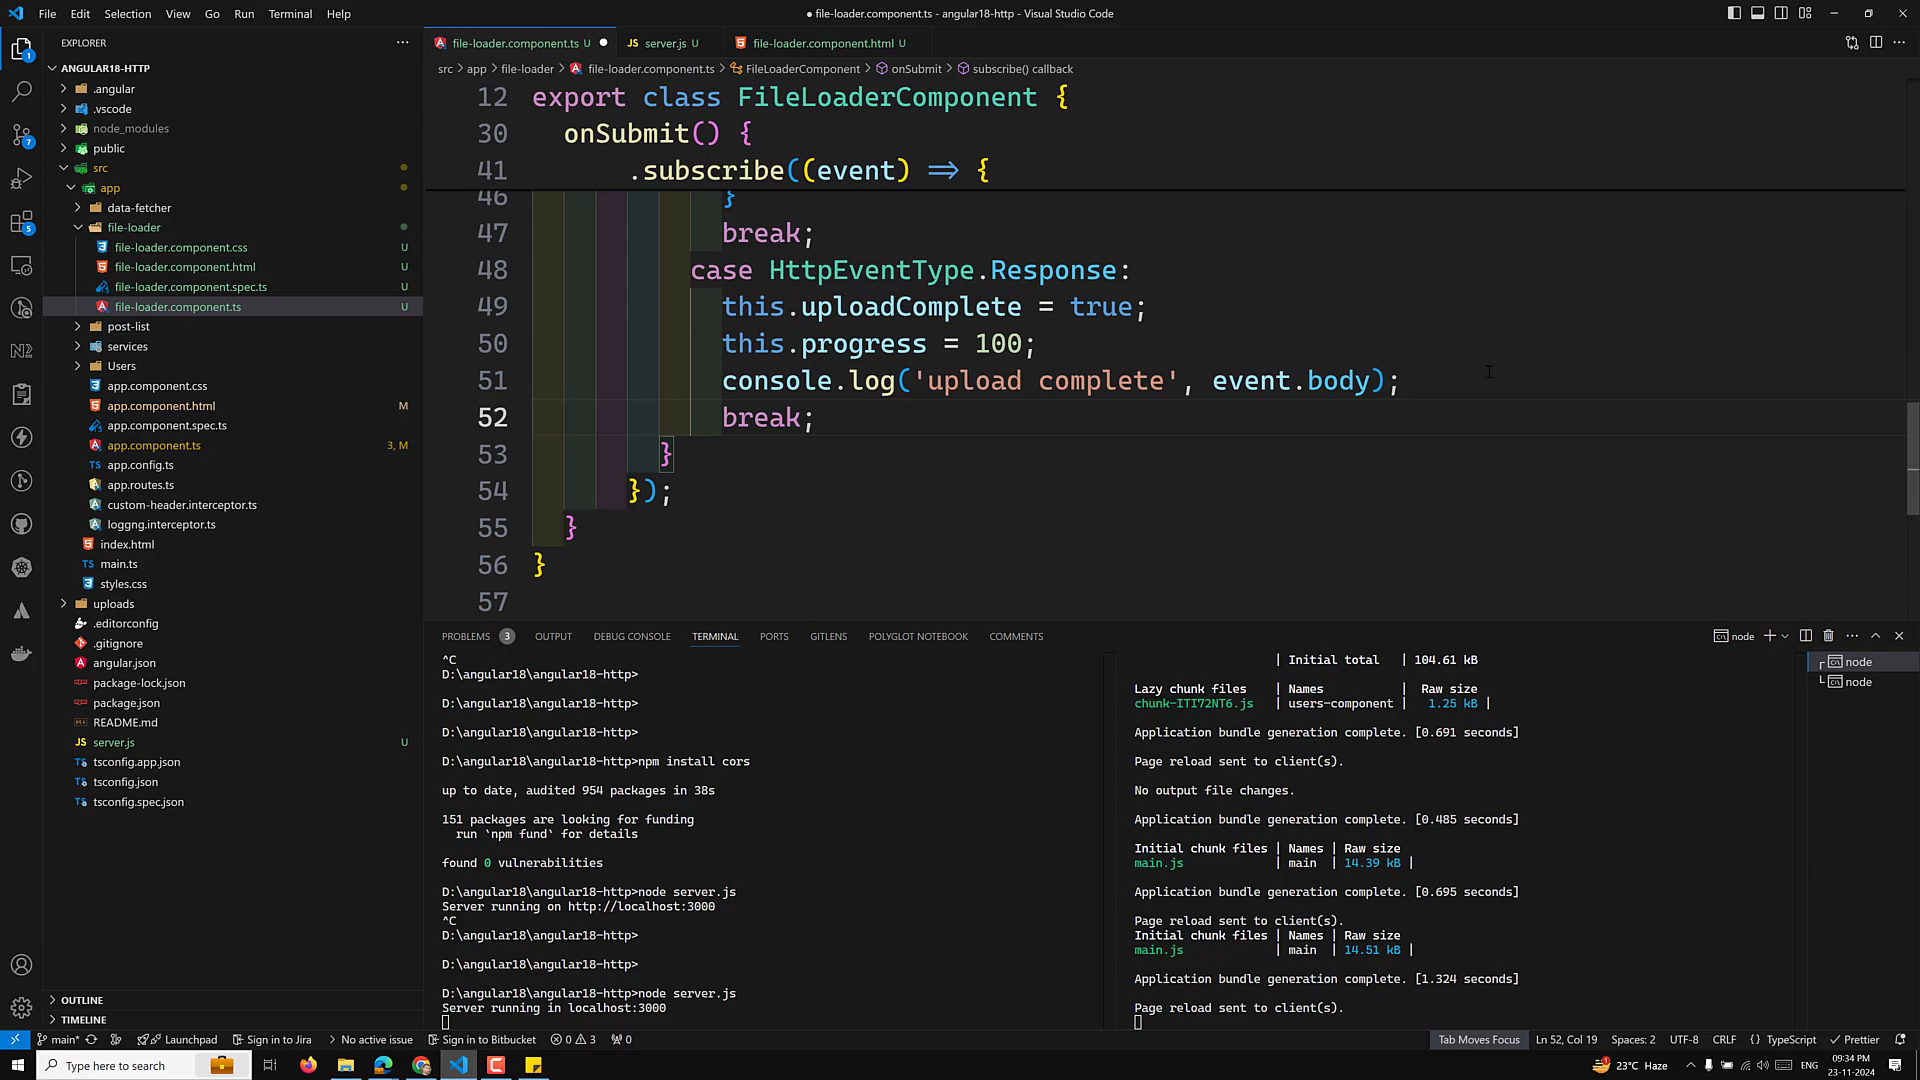 File Edit Selection View Go Run Terminal Help
● file-loader.component.ts - angular18-http - Visual Studio Code
EXPLORER
ANGULAR18-HTTP
.angular
.vscode
node_modules
public
src
app
data-fetcher
file-loader
file-loader.component.css U
file-loader.component.html U
file-loader.component.spec.ts U
file-loader.component.ts U
post-list
services
Users
app.component.css
app.component.html M
app.component.spec.ts
app.component.ts 3, M
app.config.ts
app.routes.ts
custom-header.interceptor.ts
loggng.interceptor.ts
index.html
main.ts
styles.css
uploads
.editorconfig
.gitignore
angular.json
package-lock.json
package.json
README.md
server.js U
tsconfig.app.json
tsconfig.json
tsconfig.spec.json
OUTLINE
TIMELINE
file-loader.component.ts U
server.js U
file-loader.component.html U
src > app > file-loader > file-loader.component.ts > FileLoaderComponent > onSubmit > subscribe() callback
12 export class FileLoaderComponent {
30 onSubmit() {
41 .subscribe((event) => {
46 }
47 break;
48 case HttpEventType.Response:
49 this.uploadComplete = true;
50 this.progress = 100;
51 console.log('upload complete', event.body);
52 break;
53 }
54 });
55 }
56 }
57
PROBLEMS 3 OUTPUT DEBUG CONSOLE TERMINAL PORTS GITLENS POLYGLOT NOTEBOOK COMMENTS
node
^C
D:\angular18\angular18-http>
D:\angular18\angular18-http>
D:\angular18\angular18-http>
D:\angular18\angular18-http>npm install cors
up to date, audited 954 packages in 38s
151 packages are looking for funding
run `npm fund` for details
found 0 vulnerabilities
D:\angular18\angular18-http>node server.js
Server running on http://localhost:3000
^C
D:\angular18\angular18-http>
D:\angular18\angular18-http>
D:\angular18\angular18-http>node server.js
Server running in localhost:3000
| Initial total | 104.61 kB
Lazy chunk files | Names | Raw size
chunk-ITI72NT6.js | users-component | 1.25 kB |
Application bundle generation complete. [0.691 seconds]
Page reload sent to client(s).
No output file changes.
Application bundle generation complete. [0.485 seconds]
Initial chunk files | Names | Raw size
main.js | main | 14.39 kB |
Application bundle generation complete. [0.695 seconds]
Page reload sent to client(s).
Initial chunk files | Names | Raw size
main.js | main | 14.51 kB |
Application bundle generation complete. [1.324 seconds]
Page reload sent to client(s).
node
node
main* Launchpad Sign in to Jira No active issue Sign in to Bitbucket 0 3 0
Tab Moves Focus Ln 52, Col 19 Spaces: 2 UTF-8 CRLF {} TypeScript Prettier
Type here to search
23°C Haze ENG
09:34 PM
23-11-2024
1
7
5